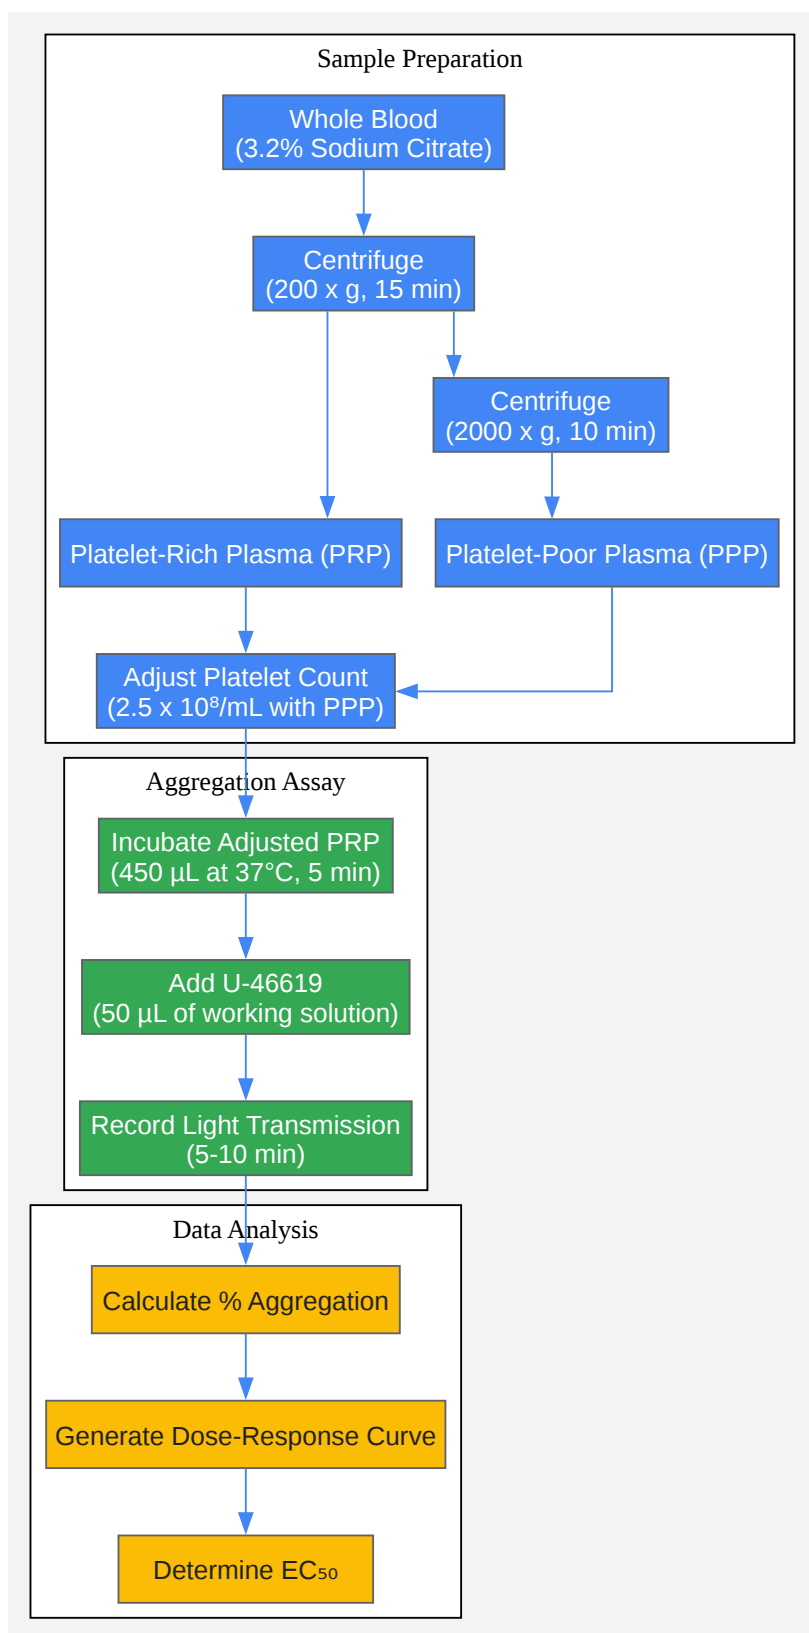 Sample Preparation
Whole Blood
(3.2% Sodium Citrate)
Centrifuge
(200 x g, 15 min)
Centrifuge
(2000 x g, 10 min)
Platelet-Rich Plasma (PRP)
Platelet-Poor Plasma (PPP)
Adjust Platelet Count
(2.5 x 10⁸/mL with PPP)
Aggregation Assay
Incubate Adjusted PRP
(450 µL at 37°C, 5 min)
Add U-46619
(50 µL of working solution)
Record Light Transmission
(5-10 min)
Data Analysis
Calculate % Aggregation
Generate Dose-Response Curve
Determine EC₅₀